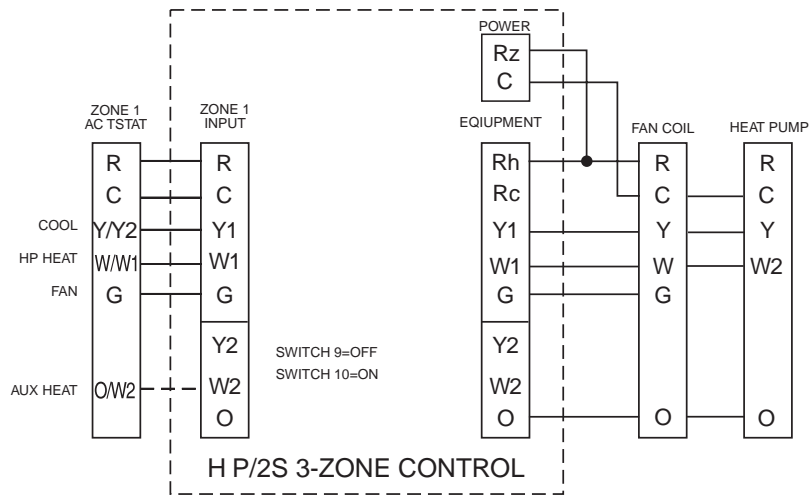 POWER
Rz
C
ZONE 1
AC TSTAT
ZONE 1
INPUT
EQIUPMENT
FAN COIL
HEAT PUMP
R
R
Rh
R
R
C
C
Rc
C
C
COOL
Y/Y2
Y1
Y1
Y
Y
HP HEAT
W/W1
W1
W1
W
W2
FAN
G
G
G
G
Y2
Y2
SWITCH 9=OFF
SWITCH 10=ON
AUX HEAT
O/W2
W2
W2
O
O
O
O
H P/2S 3-ZONE CONTROL